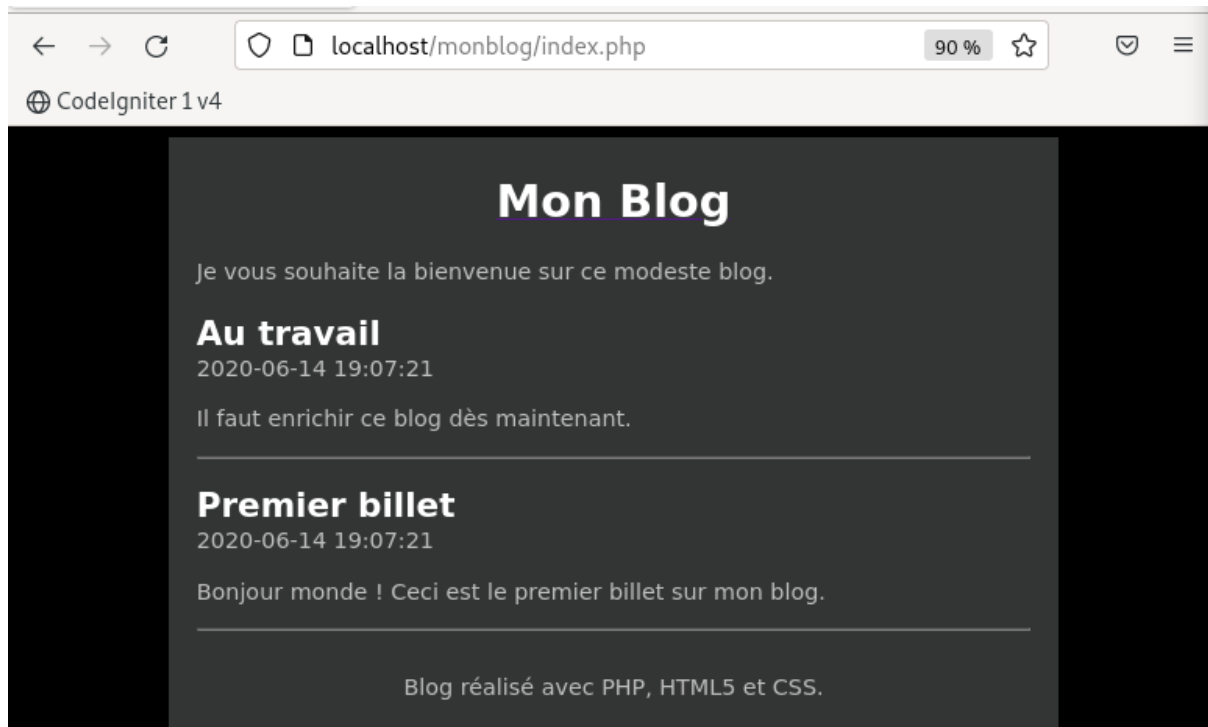 localhost/monblog/index.php
90 %
CodeIgniter 1 v4
Mon Blog
Je vous souhaite la bienvenue sur ce modeste blog.
Au travail
2020-06-14 19:07:21
Il faut enrichir ce blog dès maintenant.
Premier billet
2020-06-14 19:07:21
Bonjour monde ! Ceci est le premier billet sur mon blog.
Blog réalisé avec PHP, HTML5 et CSS.